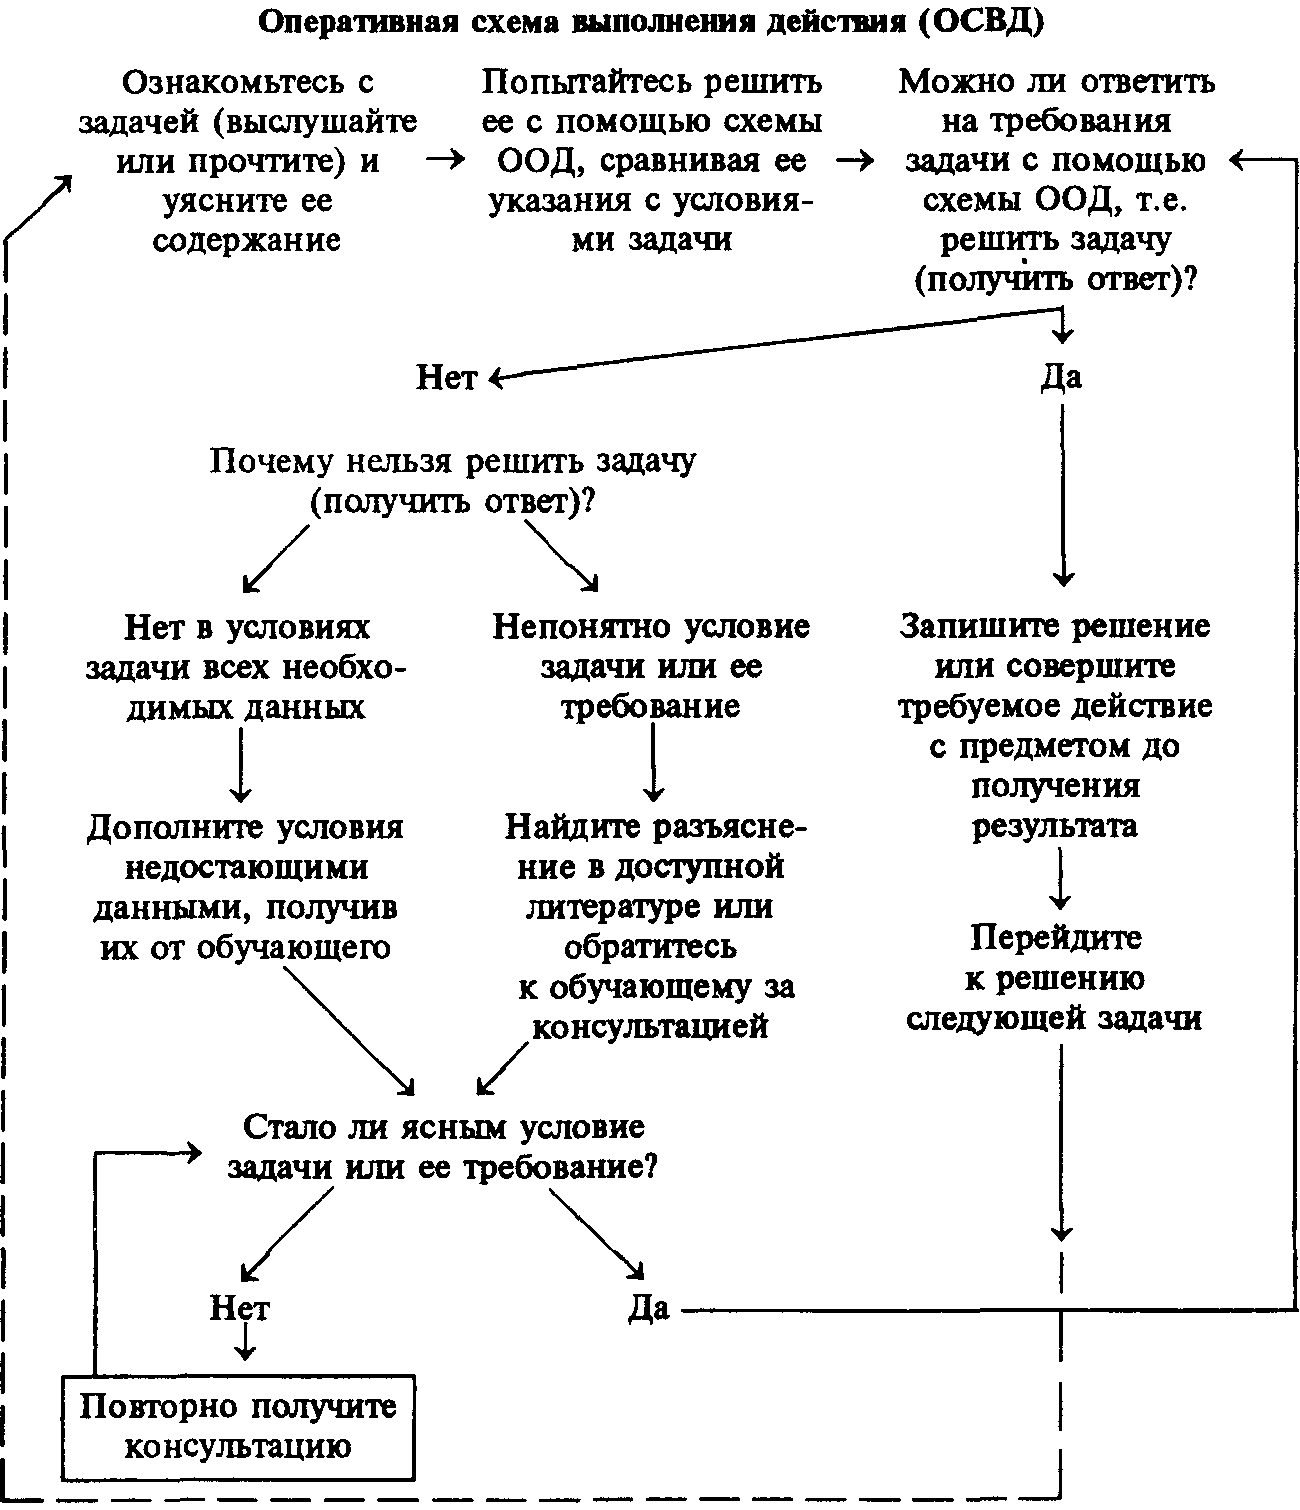 Оперативная схема выполнения действия (ОСВД)
Ознакомьтесь с
задачей (выслушайте
или прочтите) и
уясните ее
содержание
Попытайтесь решить
ее с помощью схемы
ООД, сравнивая ее
указания с условия-
ми задачи
Можно ли ответить
на требования
задачи с помощью
схемы ООД, т.е.
решить задачу
(получить ответ)?
Нет
Да
Почему нельзя решить задачу
(получить ответ)?
Нет в условиях
задачи всех необхо-
димых данных
Непонятно условие
задачи или ее
требование
Запишите решение
или совершите
требуемое действие
с предметом до
получения
результата
Дополните условия
недостающими
данными, получив
их от обучающего
Найдите разъясне-
ние в доступной
литературе или
обратитесь
к обучающему за
консультацией
Перейдите
к решению
следующей задачи
Стало ли ясным условие
задачи или ее требование?
Нет
Да
Повторно получите
консультацию